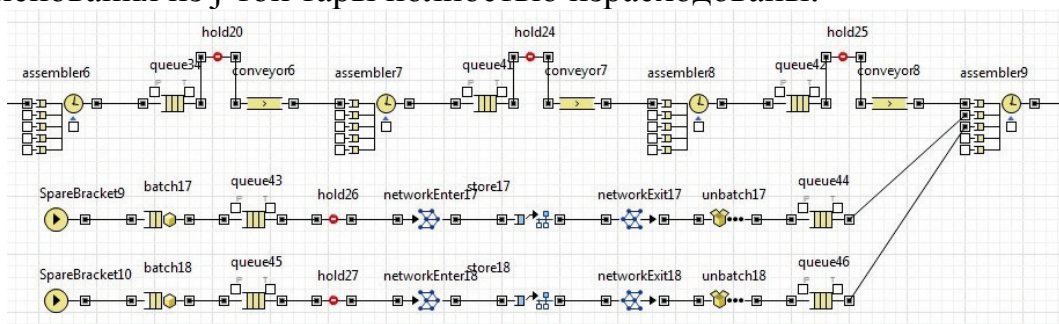 hold20 hold24 hold25
assembler6 queue34 conveyor6 assembler7 queue41 conveyor7 assembler8 queue42 conveyor8 assembler9
SpareBracket9 batch17 queue43 hold26 networkEnter17 store17 networkExit17 unbatch17 queue44
SpareBracket10 batch18 queue45 hold27 networkEnter18 store18 networkExit18 unbatch18 queue46